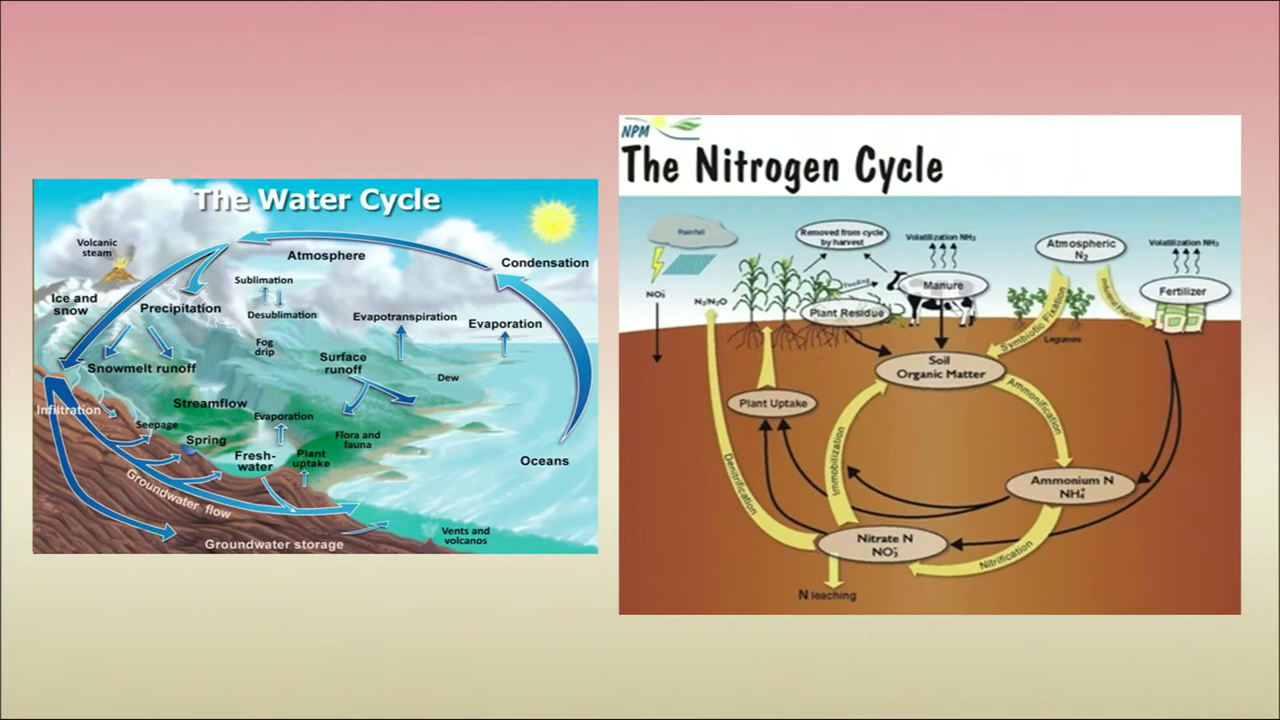 The Water Cycle
Volcanic
steam
Atmosphere
Condensation
Ice and
snow
Precipitation
Sublimation
Desublimation
Evapotranspiration
Evaporation
Fog
drip
Surface
runoff
Snowmelt runoff
Dew
Infiltration
Streamflow
Seepage
Evaporation
Spring
Flora and
fauna
Fresh-
water
Plant
uptake
Oceans
Groundwater flow
Vents and
volcanos
Groundwater storage
NPM
The Nitrogen Cycle
Rainfall
Removed from cycle
by harvest
Volatilization NH₃
Atmospheric
N₂
Volatilization NH₃
NO₃⁻
N₂/N₂O
Feeding
Manure
Plant Residue
Symbiotic Fixation
Industrial Fixation
Fertilizer
Legumes
Soil
Organic Matter
Plant Uptake
Ammonification
Immobilization
Denitrification
Ammonium N
NH₄⁺
Nitrate N
NO₃⁻
Nitrification
N leaching